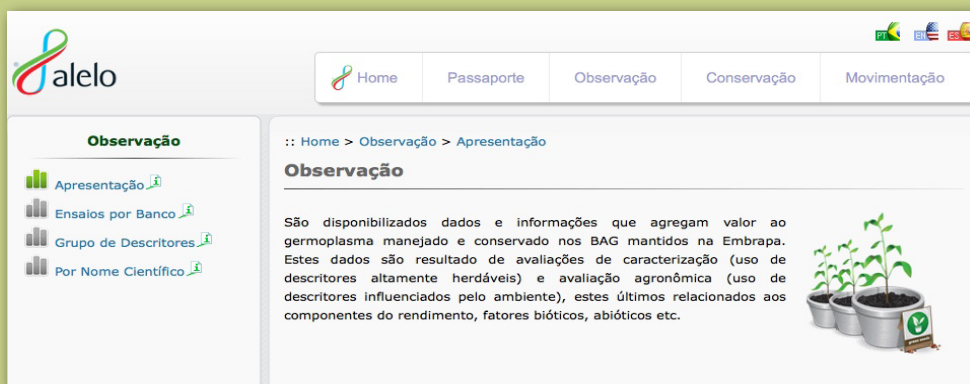 PT EN ES
alelo
Home Passaporte Observação Conservação Movimentação
Observação
Apresentação
Ensaios por Banco
Grupo de Descritores
Por Nome Científico
:: Home > Observação > Apresentação
Observação
São disponibilizados dados e informações que agregam valor ao
germoplasma manejado e conservado nos BAG mantidos na Embrapa.
Estes dados são resultado de avaliações de caracterização (uso de
descritores altamente herdáveis) e avaliação agronômica (uso de
descritores influenciados pelo ambiente), estes últimos relacionados aos
componentes do rendimento, fatores bióticos, abióticos etc.